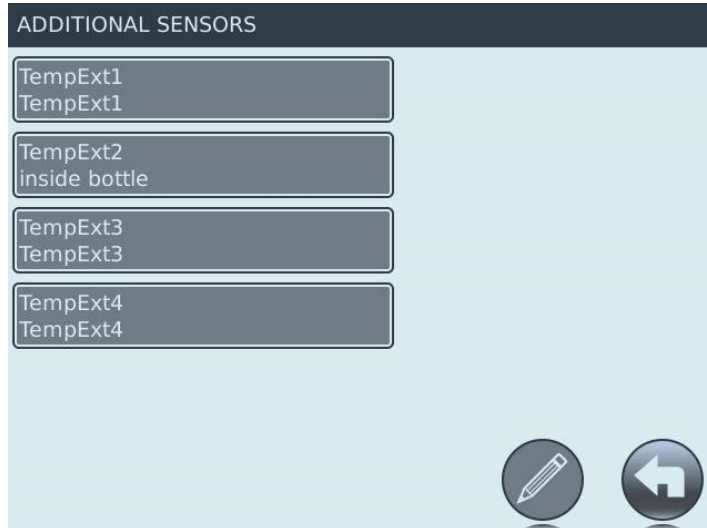 ADDITIONAL SENSORS
TempExt1
TempExt1
TempExt2
inside bottle
TempExt3
TempExt3
TempExt4
TempExt4